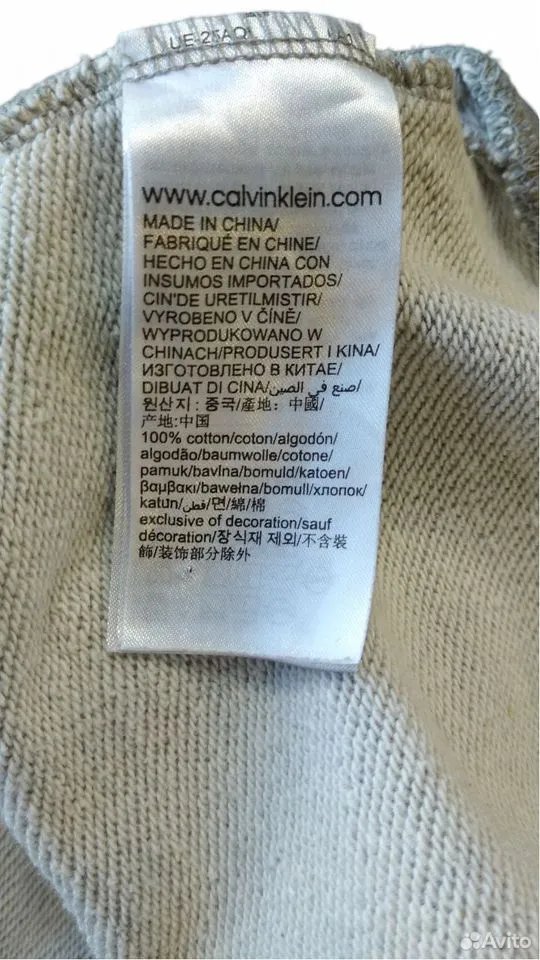 www.calvinklein.com
MADE IN CHINA/
FABRIQUÉ EN CHINE/
HECHO EN CHINA CON
INSUMOS IMPORTADOS/
CIN'DE URETILMISTIR/
VYROBENO V ČÍNĚ/
WYPRODUKOWANO W
CHINACH/PRODUSERT I KINA/
ИЗГОТОВЛЕНО В КИТАЕ/
DIBUAT DI CINA/صنع في الصين/
원산지: 중국/產地: 中國/
产地:中国
100% cotton/coton/algodón/
algodão/baumwolle/cotone/
pamuk/bavlna/bomuld/katoen/
βαμβακι/bawełna/bomull/хлопок/
katun/قطن/면/綿/棉
exclusive of decoration/sauf
décoration/장식재 제외/不含裝
飾/装饰部分除外
Avito